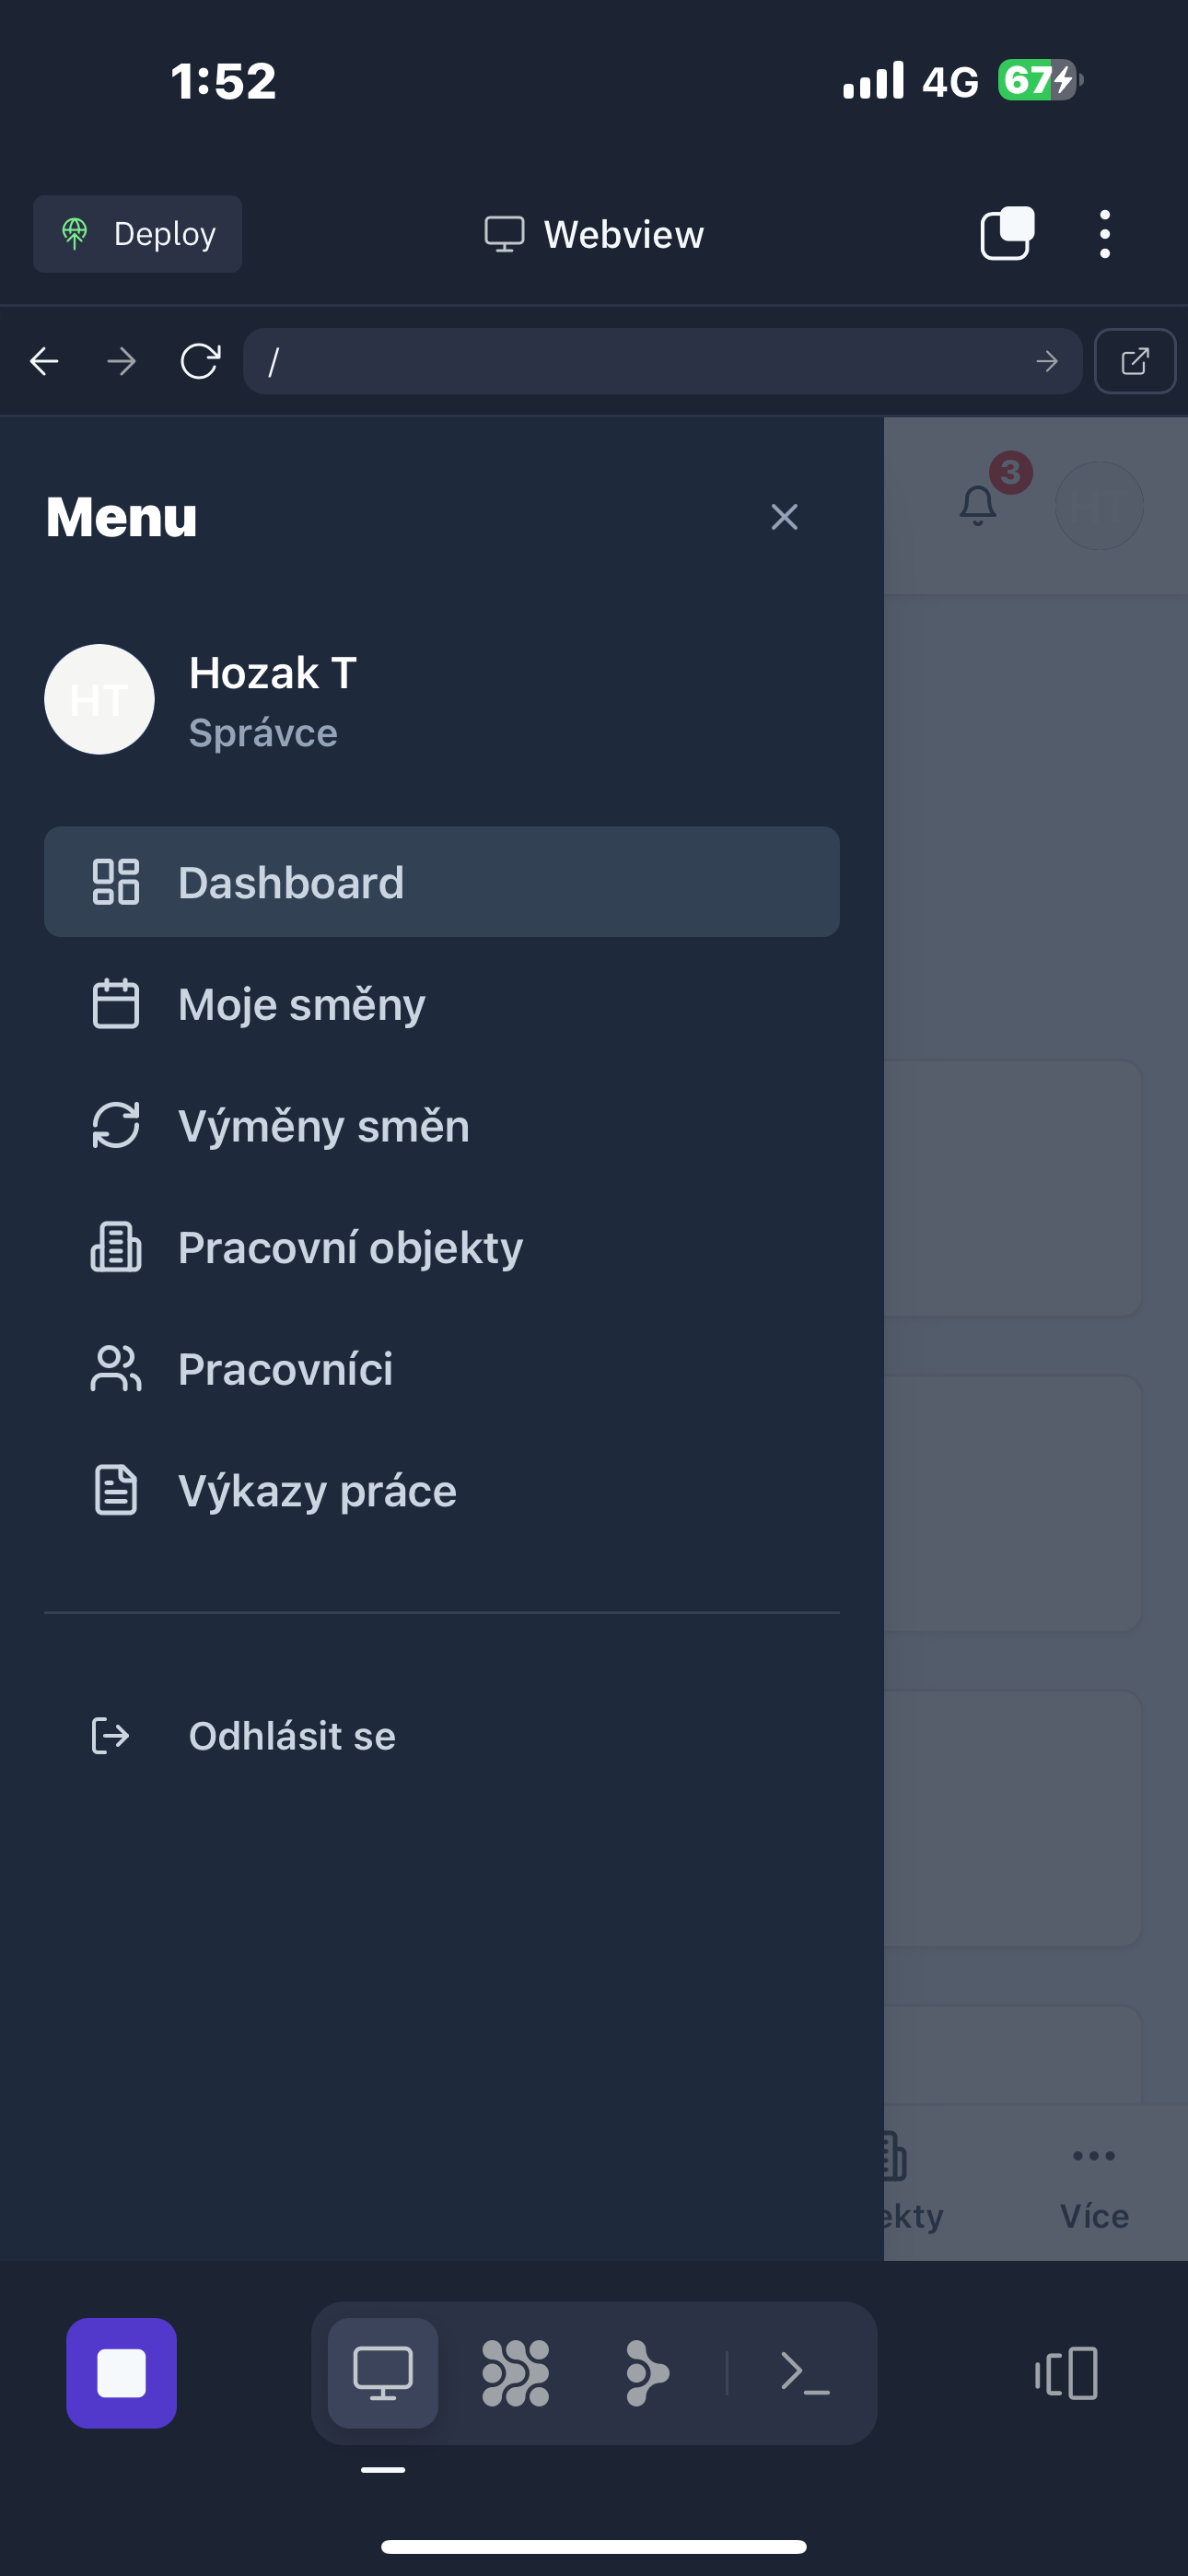 1:52
4G 67
Deploy
Webview
/
Menu
3
HT
HT
Hozak T
Správce
Dashboard
Moje směny
Výměny směn
Pracovní objekty
Pracovníci
Výkazy práce
Odhlásit se
ekty
Více